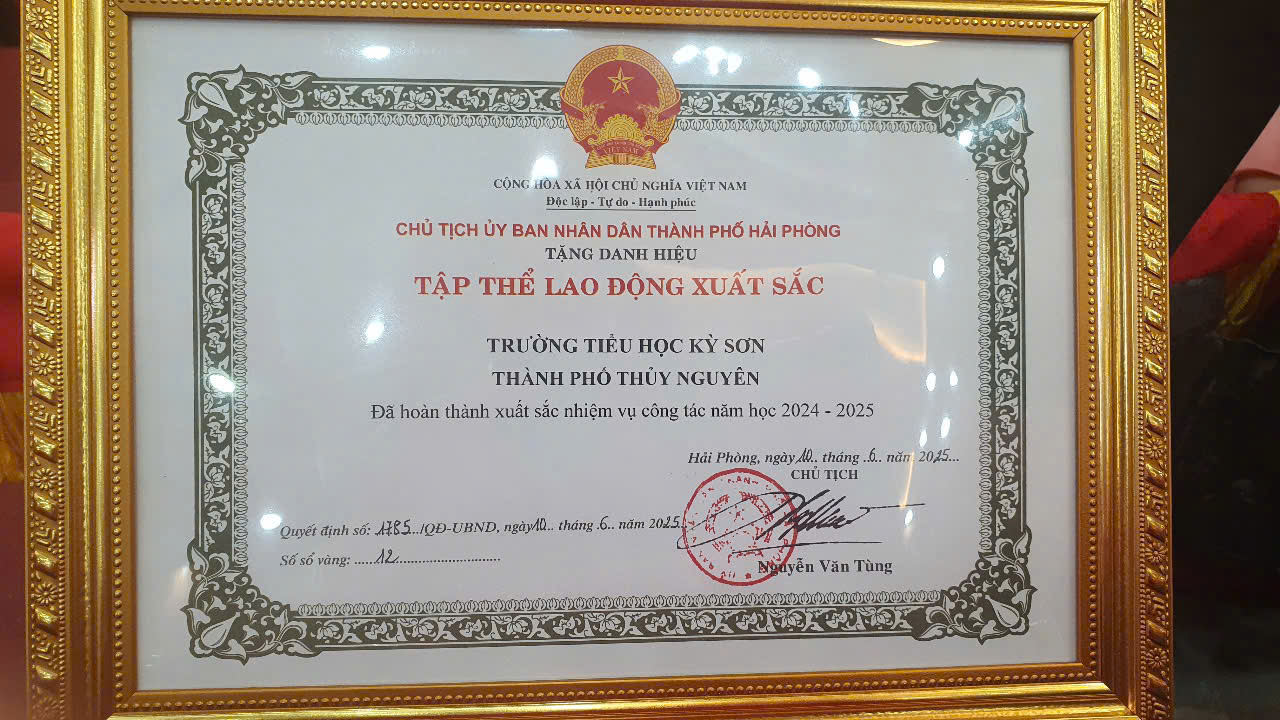 VIỆT NAM
CỘNG HÒA XÃ HỘI CHỦ NGHĨA VIỆT NAM
Độc lập - Tự do - Hạnh phúc
CHỦ TỊCH ỦY BAN NHÂN DÂN THÀNH PHỐ HẢI PHÒNG
TẶNG DANH HIỆU
TẬP THỂ LAO ĐỘNG XUẤT SẮC
TRƯỜNG TIỂU HỌC KỲ SƠN
THÀNH PHỐ THỦY NGUYÊN
Đã hoàn thành xuất sắc nhiệm vụ công tác năm học 2024 - 2025
Hải Phòng, ngày 10.. tháng .6.. năm 2025...
CHỦ TỊCH
Quyết định số: .1785../QĐ-UBND, ngày 10... tháng .6.. năm 2025
Số sổ vàng: ......12...........................
Nguyễn Văn Tùng